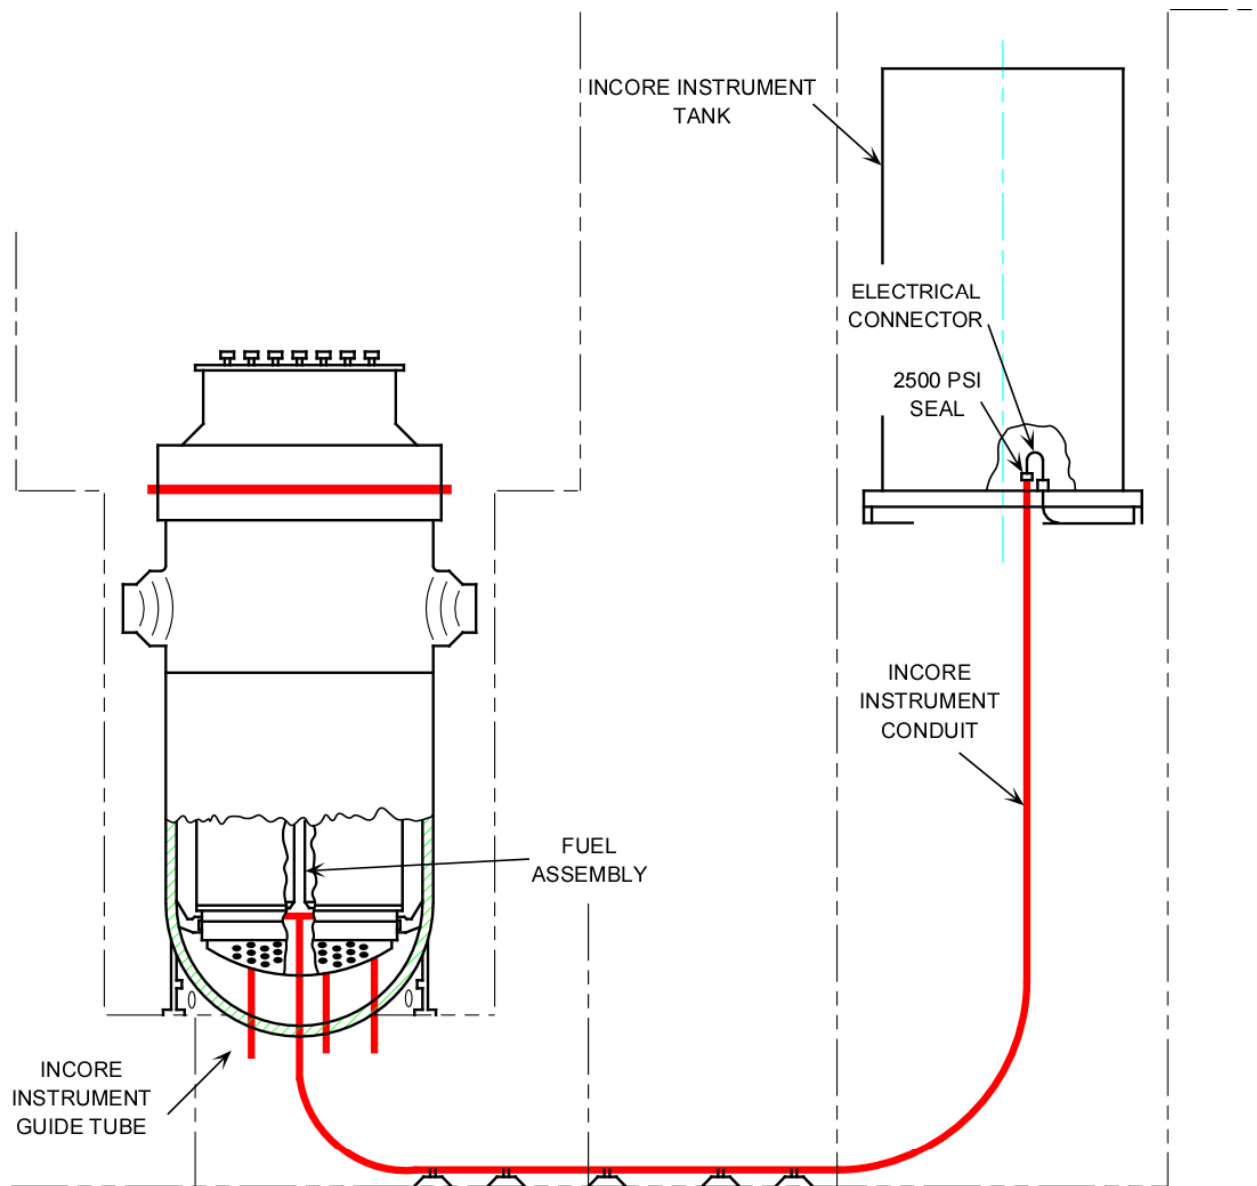 INCORE INSTRUMENT
TANK
ELECTRICAL
CONNECTOR
2500 PSI
SEAL
INCORE
INSTRUMENT
CONDUIT
FUEL
ASSEMBLY
INCORE
INSTRUMENT
GUIDE TUBE